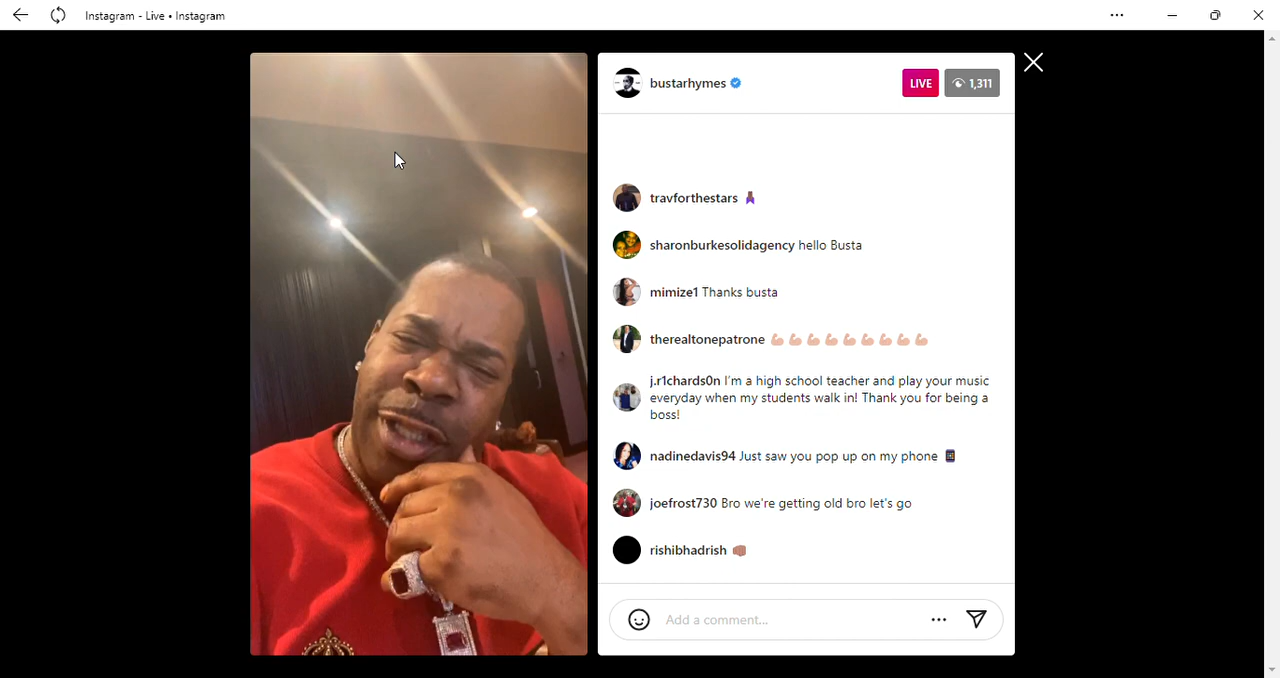 Instagram - Live • Instagram
bustarhymes
LIVE
1,311
travforthestars
sharonburkesolidagency hello Busta
mimize1 Thanks busta
therealtonepatrone
j.r1chards0n I'm a high school teacher and play your music
everyday when my students walk in! Thank you for being a
boss!
nadinedavis94 Just saw you pop up on my phone
joefrost730 Bro we're getting old bro let's go
rishibhadrish
Add a comment...